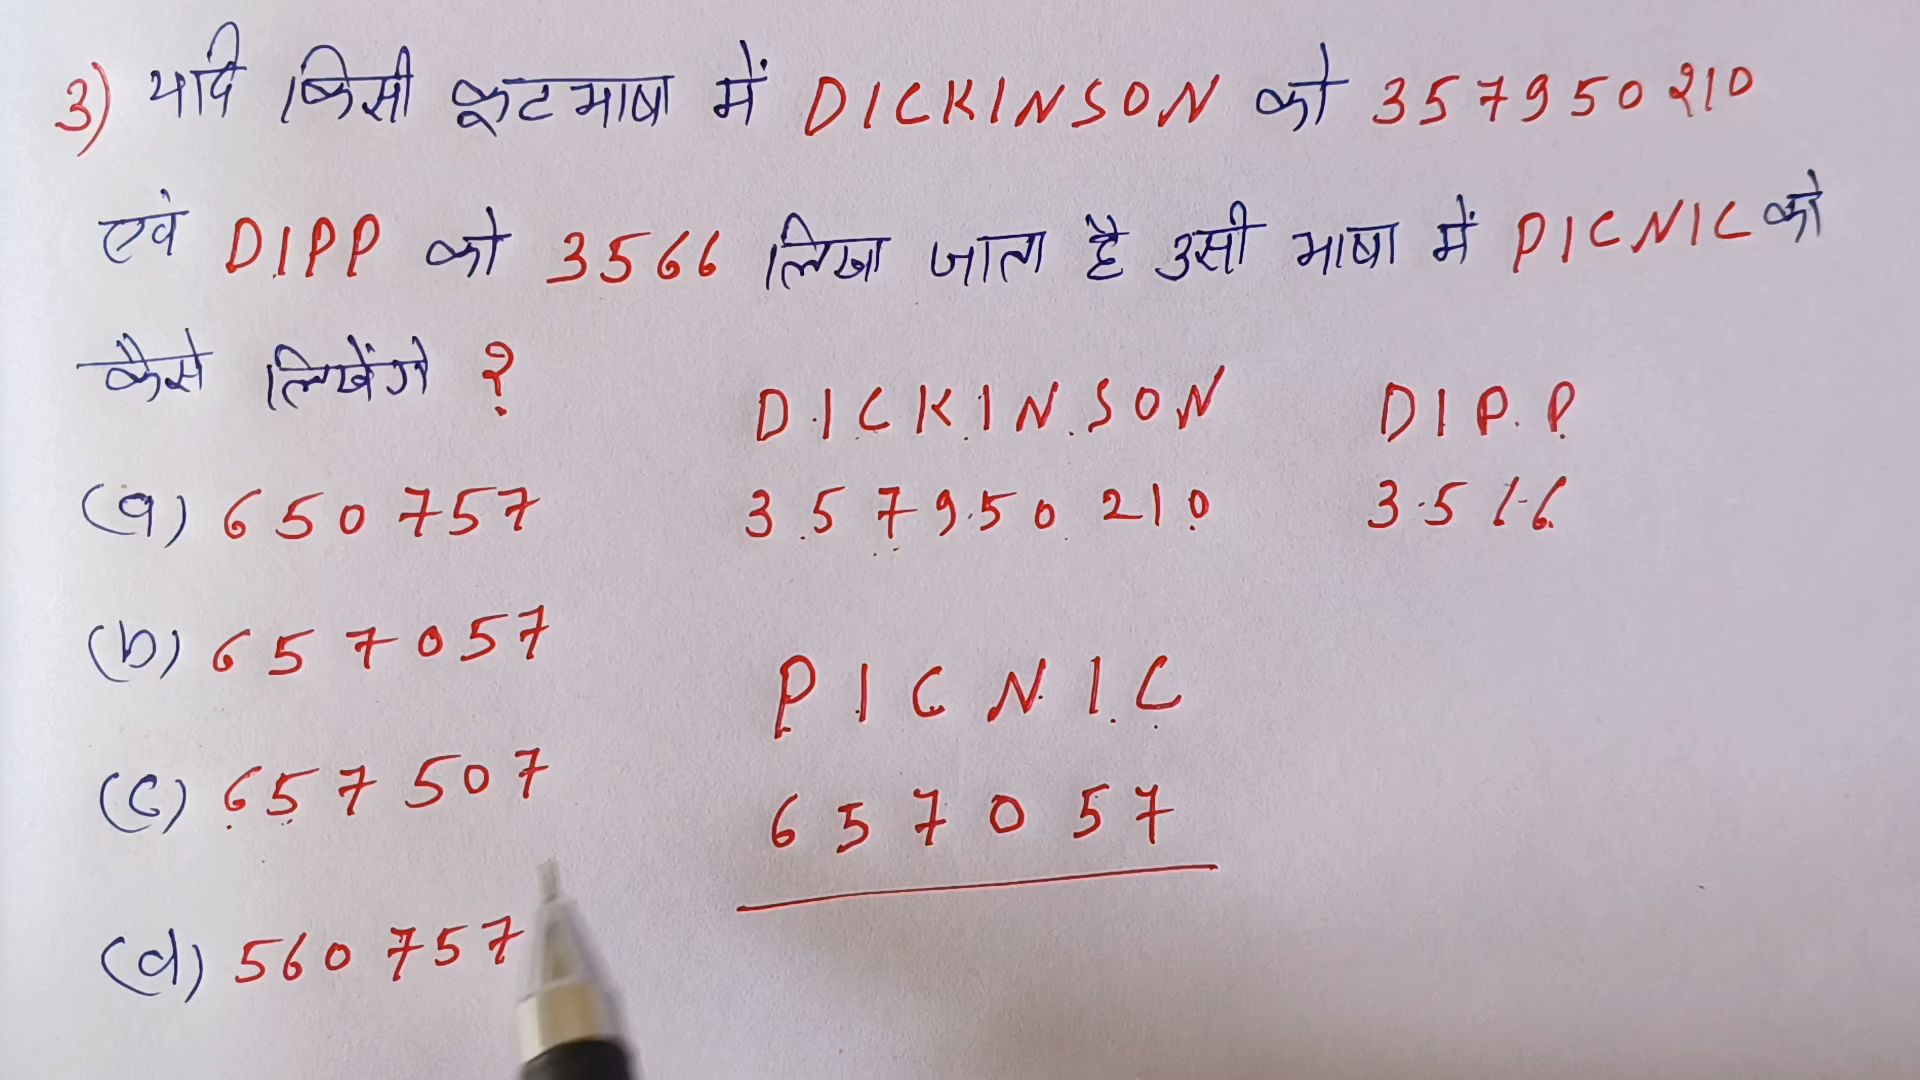 3) यदि किसी कूटभाषा में DICKINSON को 357950210
एवं DIPP को 3566 लिखा जाता है उसी भाषा में PICNIC को
कैसे लिखेंगे ?
DICKINSON DIPP
(a) 650757
357950210 3566
(b) 657057
PICNIC
(c) 657507
657057
(d) 560757